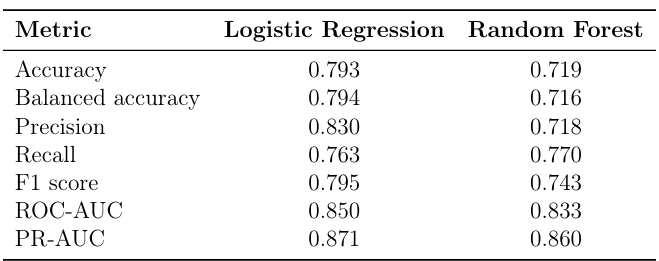 Metric Logistic Regression Random Forest
Accuracy 0.793 0.719
Balanced accuracy 0.794 0.716
Precision 0.830 0.718
Recall 0.763 0.770
F1 score 0.795 0.743
ROC-AUC 0.850 0.833
PR-AUC 0.871 0.860